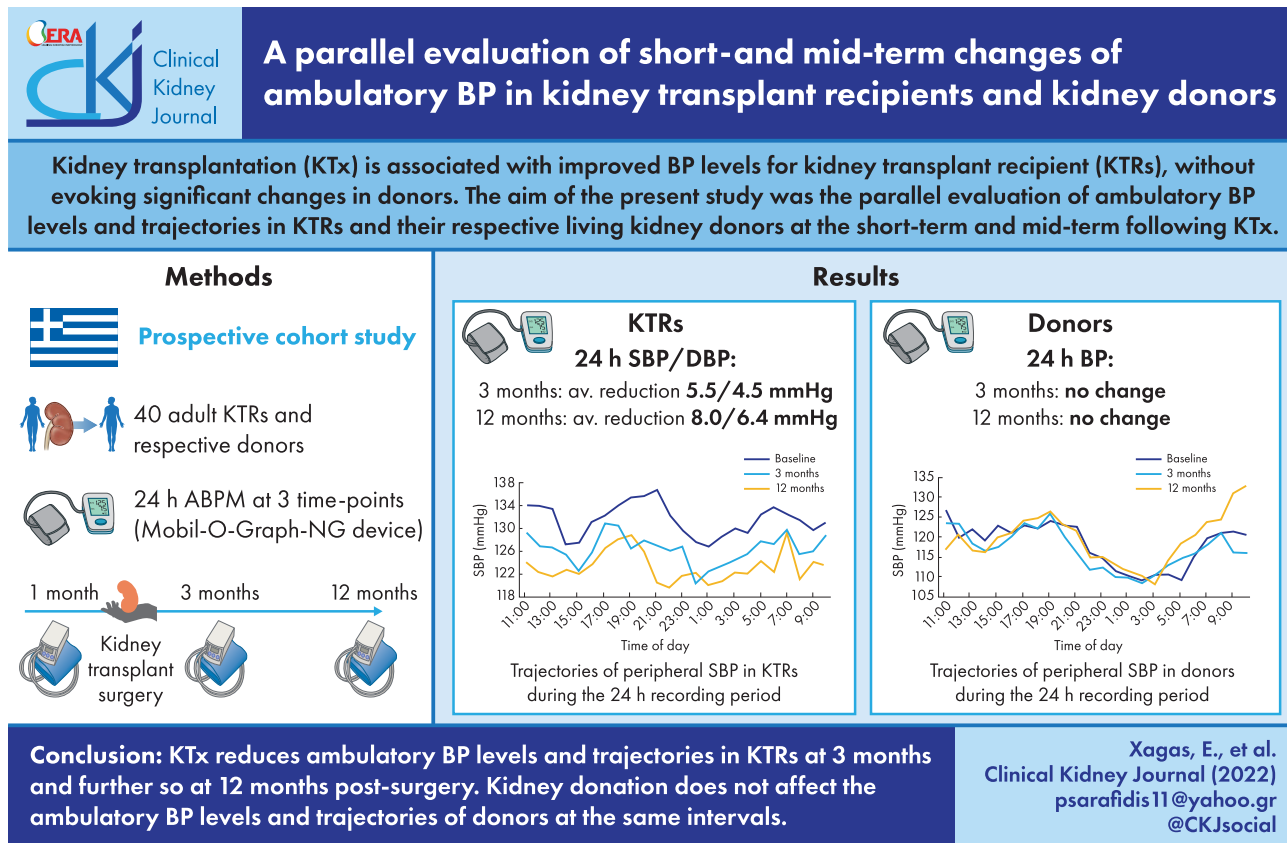 ERA
ckj
Clinical
Kidney
Journal
A parallel evaluation of short-and mid-term changes of
ambulatory BP in kidney transplant recipients and kidney donors
Kidney transplantation (KTx) is associated with improved BP levels for kidney transplant recipient (KTRs), without
evoking significant changes in donors. The aim of the present study was the parallel evaluation of ambulatory BP
levels and trajectories in KTRs and their respective living kidney donors at the short-term and mid-term following KTx.
Methods
Prospective cohort study
40 adult KTRs and
respective donors
24 h ABPM at 3 time-points
(Mobil-O-Graph-NG device)
1 month
3 months
12 months
Kidney
transplant
surgery
Results
KTRs
24 h SBP/DBP:
3 months: av. reduction 5.5/4.5 mmHg
12 months: av. reduction 8.0/6.4 mmHg
Baseline
3 months
12 months
138
134
130
126
122
118
SBP (mmHg)
11:00
13:00
15:00
17:00
19:00
21:00
23:00
1:00
3:00
5:00
7:00
9:00
Time of day
Trajectories of peripheral SBP in KTRs
during the 24 h recording period
Donors
24 h BP:
3 months: no change
12 months: no change
Baseline
3 months
12 months
135
130
125
120
115
110
105
SBP (mmHg)
11:00
13:00
15:00
17:00
19:00
21:00
23:00
1:00
3:00
5:00
7:00
9:00
Time of day
Trajectories of peripheral SBP in donors
during the 24 h recording period
Conclusion: KTx reduces ambulatory BP levels and trajectories in KTRs at 3 months
and further so at 12 months post-surgery. Kidney donation does not affect the
ambulatory BP levels and trajectories of donors at the same intervals.
Xagas, E., et al.
Clinical Kidney Journal (2022)
psarafidis11@yahoo.gr
@CKJsocial